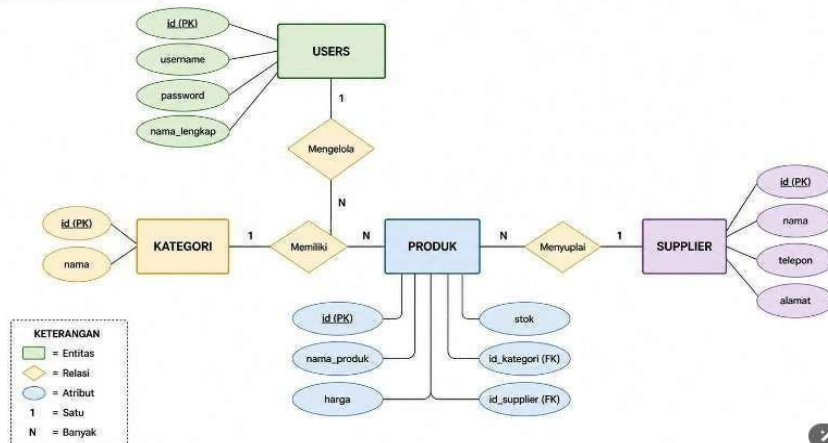 id (PK)
username
password
nama_lengkap
USERS
1
Mengelola
N
id (PK)
nama
KATEGORI
1
Memiliki
N
PRODUK
N
Menyuplai
1
SUPPLIER
id (PK)
nama
telepon
alamat
id (PK)
nama_produk
harga
stok
id_kategori (FK)
id_supplier (FK)
KETERANGAN
= Entitas
= Relasi
= Atribut
1 = Satu
N = Banyak